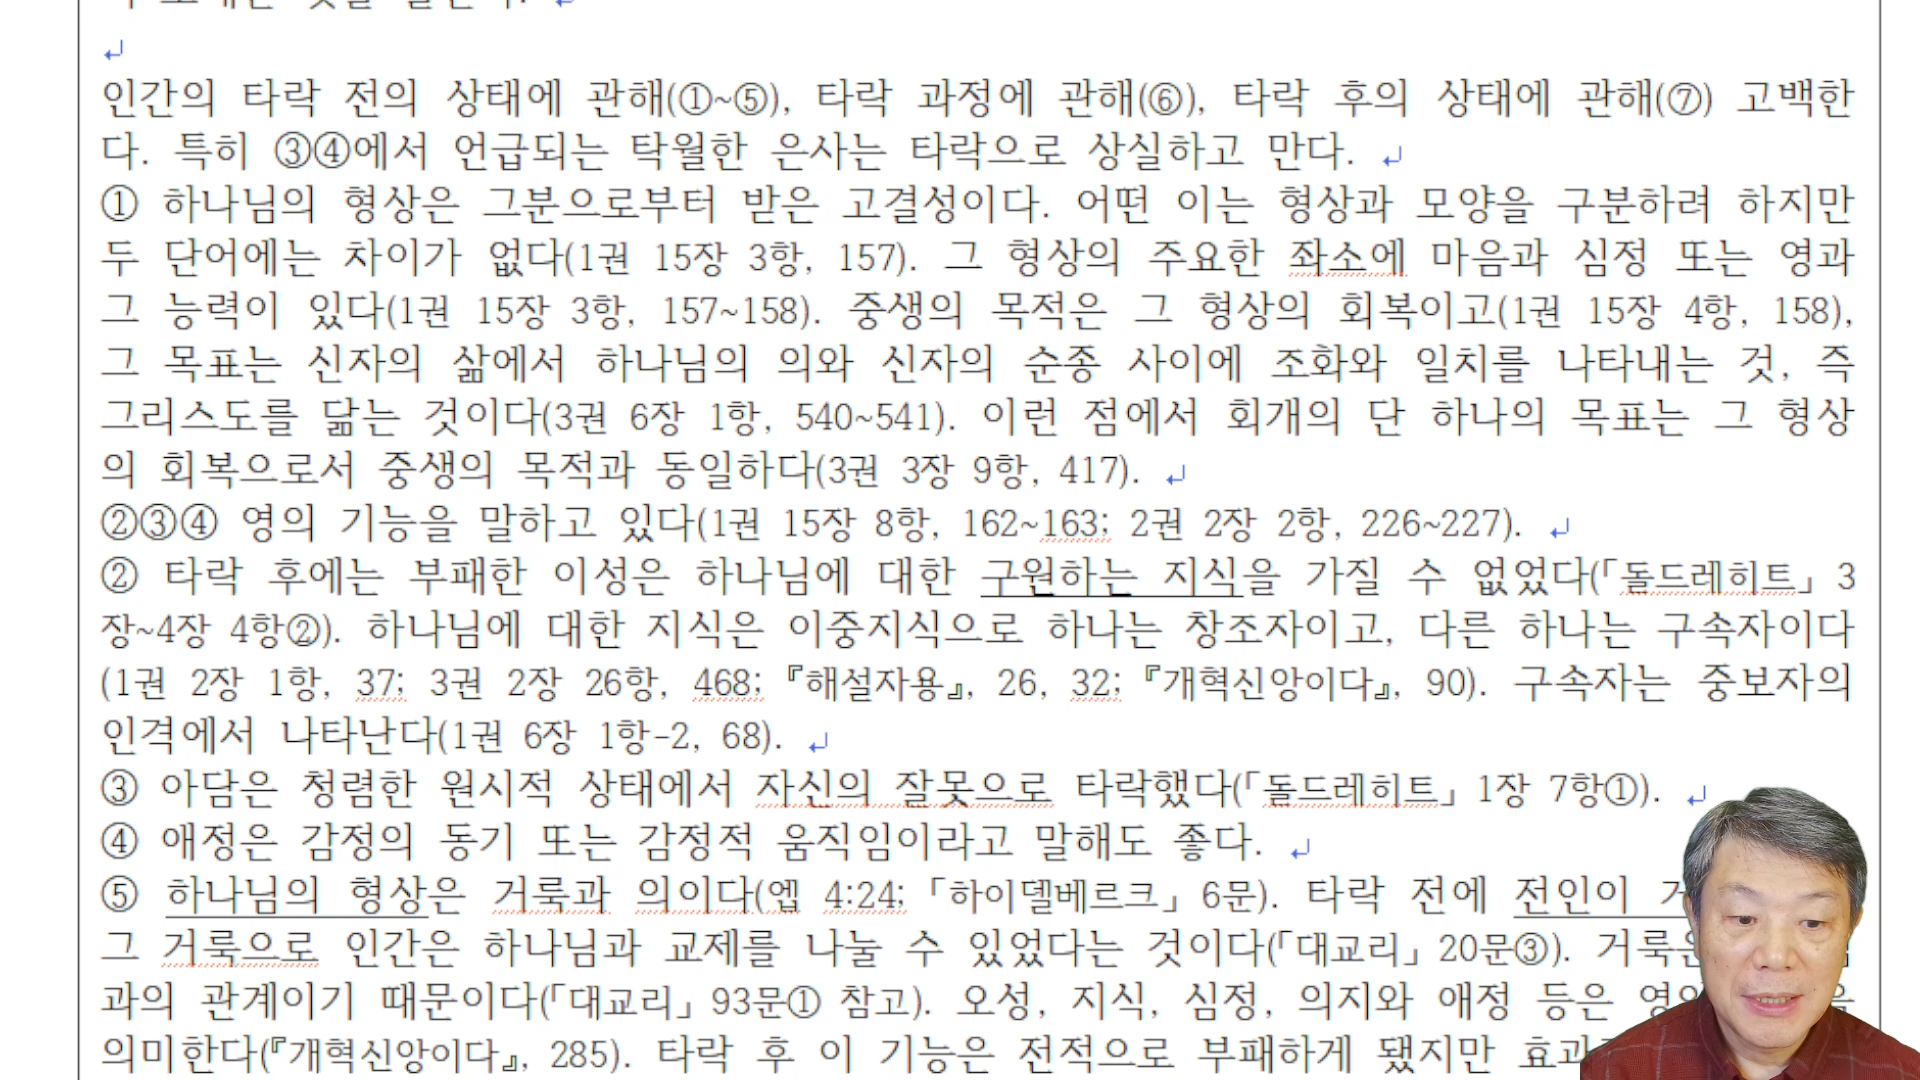 인간의 타락 전의 상태에 관해(①~⑤), 타락 과정에 관해(⑥), 타락 후의 상태에 관해(⑦) 고백한
다. 특히 ③④에서 언급되는 탁월한 은사는 타락으로 상실하고 만다.
① 하나님의 형상은 그분으로부터 받은 고결성이다. 어떤 이는 형상과 모양을 구분하려 하지만
두 단어에는 차이가 없다(1권 15장 3항, 157). 그 형상의 주요한 좌소에 마음과 심정 또는 영과
그 능력이 있다(1권 15장 3항, 157~158). 중생의 목적은 그 형상의 회복이고(1권 15장 4항, 158),
그 목표는 신자의 삶에서 하나님의 의와 신자의 순종 사이에 조화와 일치를 나타내는 것, 즉
그리스도를 닮는 것이다(3권 6장 1항, 540~541). 이런 점에서 회개의 단 하나의 목표는 그 형상
의 회복으로서 중생의 목적과 동일하다(3권 3장 9항, 417).
②③④ 영의 기능을 말하고 있다(1권 15장 8항, 162~163; 2권 2장 2항, 226~227).
② 타락 후에는 부패한 이성은 하나님에 대한 구원하는 지식을 가질 수 없었다(「돌드레히트」 3
장~4장 4항②). 하나님에 대한 지식은 이중지식으로 하나는 창조자이고, 다른 하나는 구속자이다
(1권 2장 1항, 37; 3권 2장 26항, 468; 『해설자용』, 26, 32; 『개혁신앙이다』, 90). 구속자는 중보자의
인격에서 나타난다(1권 6장 1항-2, 68).
③ 아담은 청렴한 원시적 상태에서 자신의 잘못으로 타락했다(「돌드레히트」 1장 7항①).
④ 애정은 감정의 동기 또는 감정적 움직임이라고 말해도 좋다.
⑤ 하나님의 형상은 거룩과 의이다(엡 4:24; 「하이델베르크」 6문). 타락 전에 전인이
그 거룩으로 인간은 하나님과 교제를 나눌 수 있었다는 것이다(「대교리」 20문③).
과의 관계이기 때문이다(「대교리」 93문① 참고). 오성, 지식, 심정, 의지와 애정 등은
의미한다(『개혁신앙이다』, 285). 타락 후 이 기능은 전적으로 부패하게 됐지만